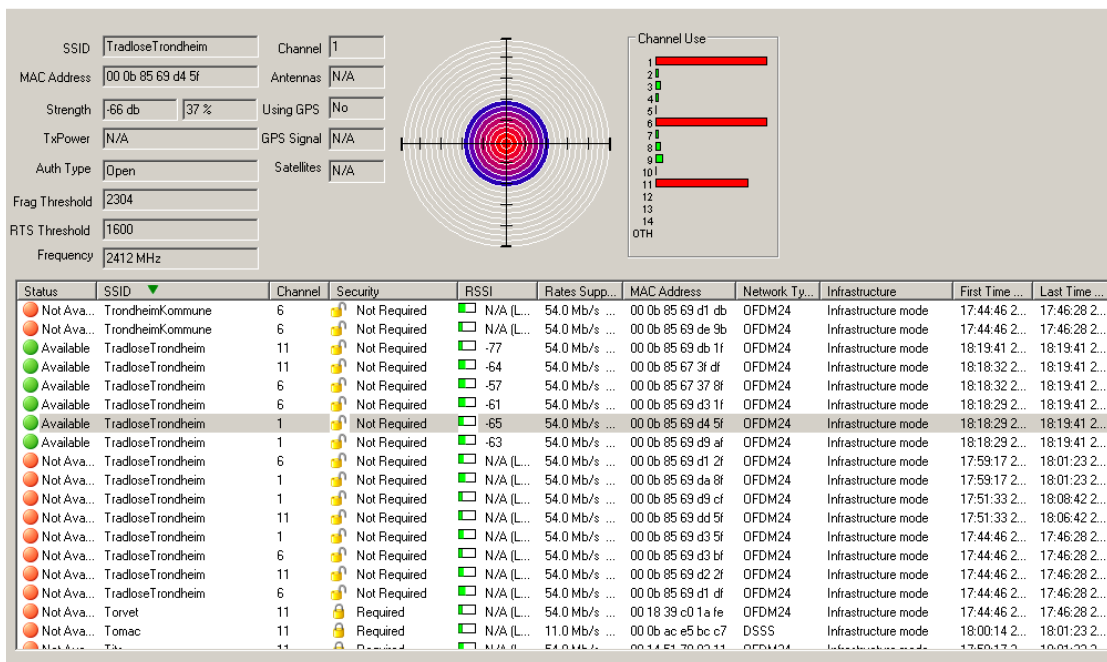 SSID TradloseTrondheim Channel 1
MAC Address 00 0b 85 69 d4 5f Antennas N/A
Strength -66 db 37 % Using GPS No
TxPower N/A GPS Signal N/A
Auth Type Open Satellites N/A
Frag Threshold 2304
RTS Threshold 1600
Frequency 2412 MHz
Channel Use
1
2
3
4
5
6
7
8
9
10
11
12
13
14
OTH
Status SSID Channel Security RSSI Rates Supp... MAC Address Network Ty... Infrastructure First Time ... Last Time ...
Not Ava... TrondheimKommune 6 Not Required N/A (L... 54.0 Mb/s ... 00 0b 85 69 d1 db OFDM24 Infrastructure mode 17:44:46 2... 17:46:28 2...
Not Ava... TrondheimKommune 6 Not Required N/A (L... 54.0 Mb/s ... 00 0b 85 69 de 9b OFDM24 Infrastructure mode 17:44:46 2... 17:46:28 2...
Available TradloseTrondheim 11 Not Required -77 54.0 Mb/s ... 00 0b 85 69 db 1f OFDM24 Infrastructure mode 18:19:41 2... 18:19:41 2...
Available TradloseTrondheim 11 Not Required -64 54.0 Mb/s ... 00 0b 85 67 3f df OFDM24 Infrastructure mode 18:18:32 2... 18:19:41 2...
Available TradloseTrondheim 6 Not Required -57 54.0 Mb/s ... 00 0b 85 67 37 8f OFDM24 Infrastructure mode 18:18:32 2... 18:19:41 2...
Available TradloseTrondheim 6 Not Required -61 54.0 Mb/s ... 00 0b 85 69 d3 1f OFDM24 Infrastructure mode 18:18:29 2... 18:19:41 2...
Available TradloseTrondheim 1 Not Required -65 54.0 Mb/s ... 00 0b 85 69 d4 5f OFDM24 Infrastructure mode 18:18:29 2... 18:19:41 2...
Available TradloseTrondheim 1 Not Required -63 54.0 Mb/s ... 00 0b 85 69 d9 af OFDM24 Infrastructure mode 18:18:29 2... 18:19:41 2...
Not Ava... TradloseTrondheim 6 Not Required N/A (L... 54.0 Mb/s ... 00 0b 85 69 d1 2f OFDM24 Infrastructure mode 17:59:17 2... 18:01:23 2...
Not Ava... TradloseTrondheim 1 Not Required N/A (L... 54.0 Mb/s ... 00 0b 85 69 da 8f OFDM24 Infrastructure mode 17:59:17 2... 18:01:23 2...
Not Ava... TradloseTrondheim 1 Not Required N/A (L... 54.0 Mb/s ... 00 0b 85 69 d9 cf OFDM24 Infrastructure mode 17:51:33 2... 18:08:42 2...
Not Ava... TradloseTrondheim 11 Not Required N/A (L... 54.0 Mb/s ... 00 0b 85 69 dd 5f OFDM24 Infrastructure mode 17:51:33 2... 18:06:42 2...
Not Ava... TradloseTrondheim 1 Not Required N/A (L... 54.0 Mb/s ... 00 0b 85 69 d3 5f OFDM24 Infrastructure mode 17:44:46 2... 17:46:28 2...
Not Ava... TradloseTrondheim 6 Not Required N/A (L... 54.0 Mb/s ... 00 0b 85 69 d3 bf OFDM24 Infrastructure mode 17:44:46 2... 17:46:28 2...
Not Ava... TradloseTrondheim 11 Not Required N/A (L... 54.0 Mb/s ... 00 0b 85 69 d2 2f OFDM24 Infrastructure mode 17:44:46 2... 17:46:28 2...
Not Ava... TradloseTrondheim 6 Not Required N/A (L... 54.0 Mb/s ... 00 0b 85 69 d1 df OFDM24 Infrastructure mode 17:44:46 2... 17:46:28 2...
Not Ava... Torvet 11 Required N/A (L... 54.0 Mb/s ... 00 18 39 c0 1a fe OFDM24 Infrastructure mode 17:44:46 2... 17:46:28 2...
Not Ava... Tomac 11 Required N/A (L... 11.0 Mb/s ... 00 0b ac e5 bc c7 DSSS Infrastructure mode 18:00:14 2... 18:01:23 2...